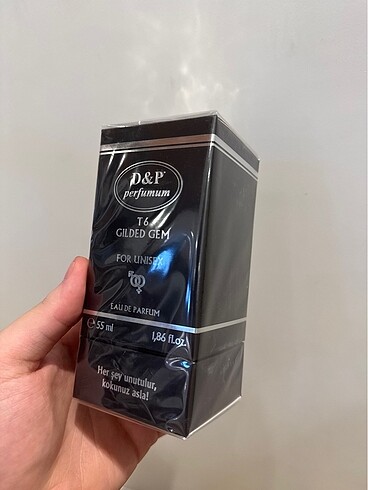 D&P
perfumum
T6
GILDED GEM
FOR UNISEX
EAU DE PARFUM
℮ 55 ml 1,86 fl.oz.
Her şey unutulur,
kokunuz asla!